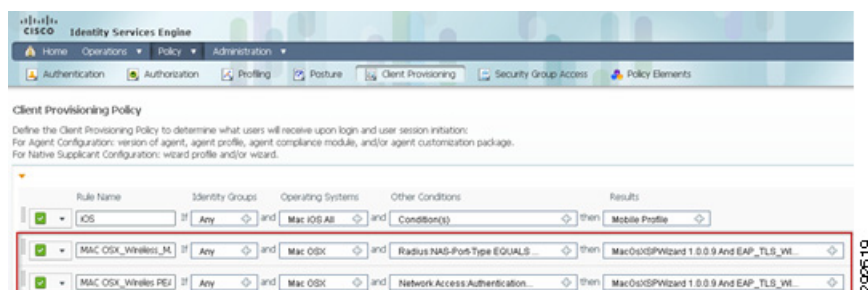 CISCO Identity Services Engine
Home Operations Policy Administration
Authentication Authorization Profiling Posture Client Provisioning Security Group Access Policy Elements
Client Provisioning Policy
Define the Client Provisioning Policy to determine what users will receive upon login and user session initiation:
For Agent Configuration: version of agent, agent profile, agent compliance module, and/or agent customization package.
For Native Supplicant Configuration: wizard profile and/or wizard.
Rule Name Identity Groups Operating Systems Other Conditions Results
iOS If Any and Mac iOS All and Condition(s) then Mobile Profile
MAC OSX_Wireless_M, If Any and Mac OSX and Radius:NAS-Port-Type EQUALS ... then MacOsXSPWizard 1.0.0.9 And EAP_TLS_Wi...
MAC OSX_Wireles PEA If Any and Mac OSX and Network Access:Authentication... then MacOsXSPWizard 1.0.0.9 And EAP_TLS_Wi...